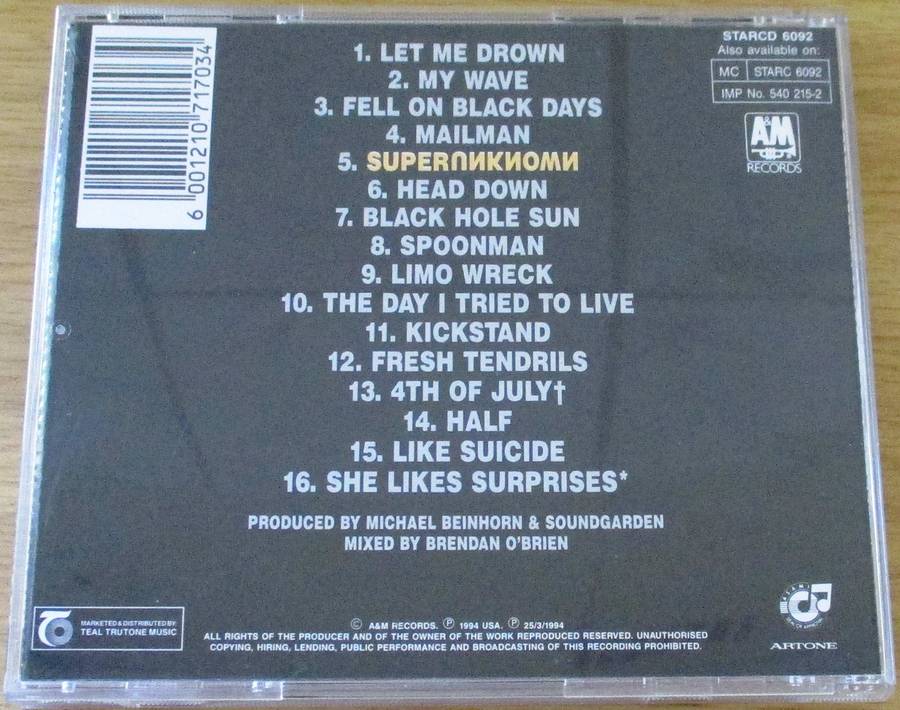 STARCD 6092
Also available on:
MC STARC 6092
IMP No. 540 215-2
A&M
RECORDS
6 001210 717034
1. LET ME DROWN
2. MY WAVE
3. FELL ON BLACK DAYS
4. MAILMAN
5. SUPERUNKNOWN
6. HEAD DOWN
7. BLACK HOLE SUN
8. SPOONMAN
9. LIMO WRECK
10. THE DAY I TRIED TO LIVE
11. KICKSTAND
12. FRESH TENDRILS
13. 4TH OF JULY†
14. HALF
15. LIKE SUICIDE
16. SHE LIKES SURPRISES*
PRODUCED BY MICHAEL BEINHORN & SOUNDGARDEN
MIXED BY BRENDAN O'BRIEN
MARKETED & DISTRIBUTED BY:
TEAL TRUTONE MUSIC
© A&M RECORDS. ℗ 1994 USA. ℗ 25/3/1994
ALL RIGHTS OF THE PRODUCER AND OF THE OWNER OF THE WORK REPRODUCED RESERVED. UNAUTHORISED
COPYING, HIRING, LENDING, PUBLIC PERFORMANCE AND BROADCASTING OF THIS RECORDING PROHIBITED.
ARTONE